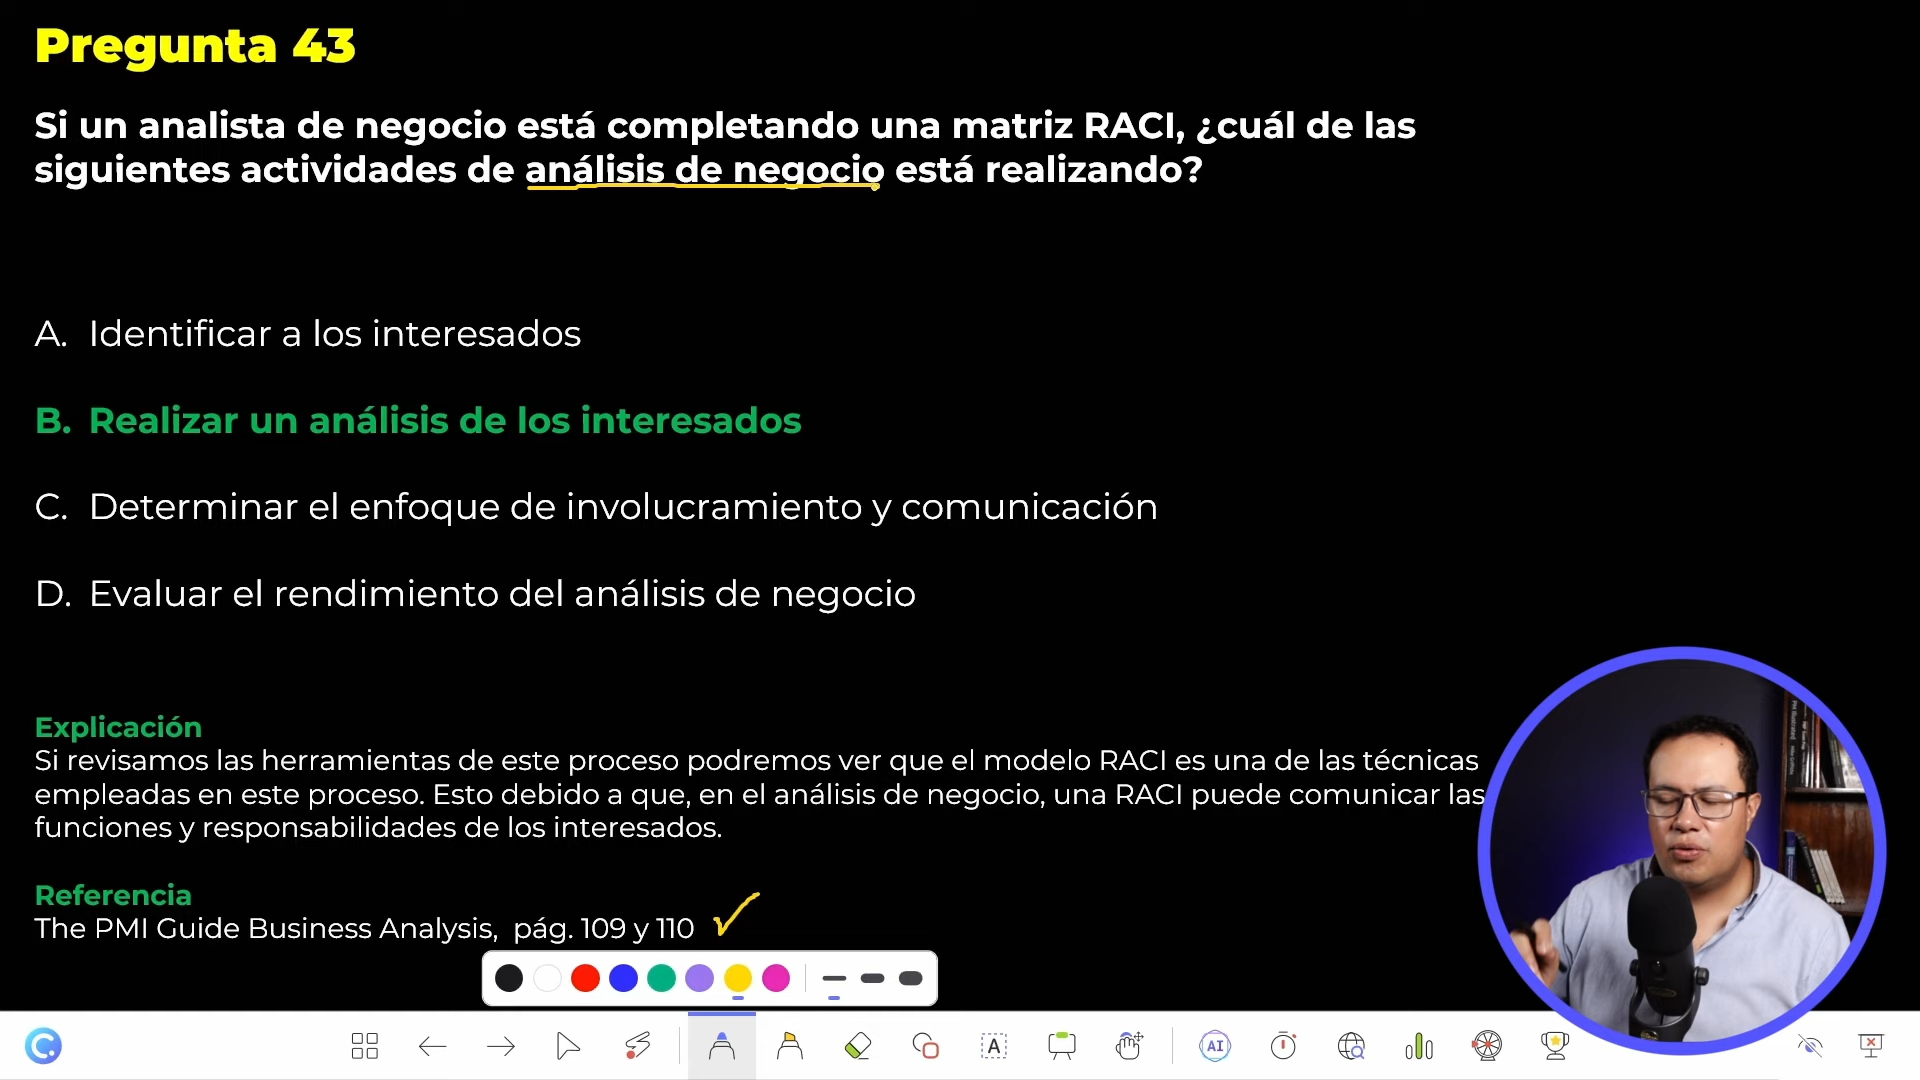 Pregunta 43
Si un analista de negocio está completando una matriz RACI, ¿cuál de las
siguientes actividades de análisis de negocio está realizando?
A. Identificar a los interesados
B. Realizar un análisis de los interesados
C. Determinar el enfoque de involucramiento y comunicación
D. Evaluar el rendimiento del análisis de negocio
Explicación
Si revisamos las herramientas de este proceso podremos ver que el modelo RACI es una de las técnicas
empleadas en este proceso. Esto debido a que, en el análisis de negocio, una RACI puede comunicar las
funciones y responsabilidades de los interesados.
Referencia
The PMI Guide Business Analysis, pág. 109 y 110
A
AI